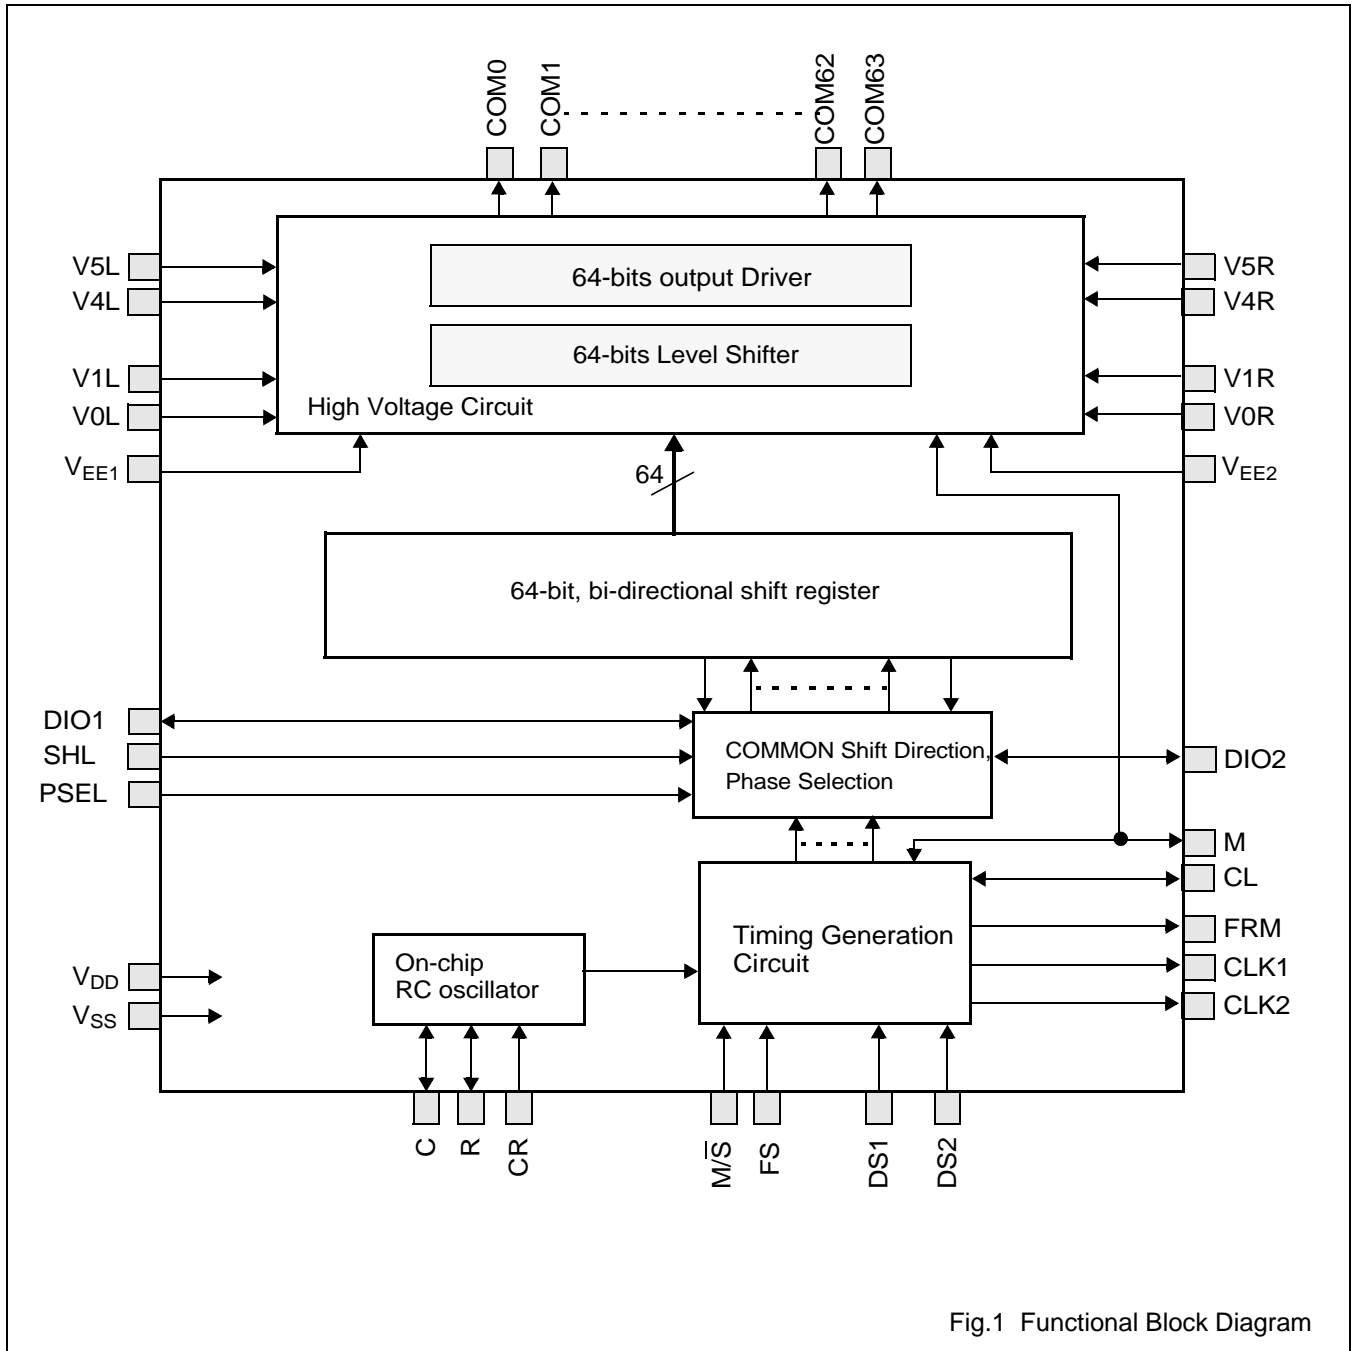 COM0
COM1
COM62
COM63
V5L
V4L
V1L
V0L
VEE1
V5R
V4R
V1R
V0R
VEE2
64-bits output Driver
64-bits Level Shifter
High Voltage Circuit
64
64-bit, bi-directional shift register
DIO1
SHL
PSEL
COMMON Shift Direction,
Phase Selection
DIO2
M
CL
FRM
CLK1
CLK2
Timing Generation
Circuit
On-chip
RC oscillator
VDD
VSS
C
R
CR
M/S̅
FS
DS1
DS2
Fig.1 Functional Block Diagram